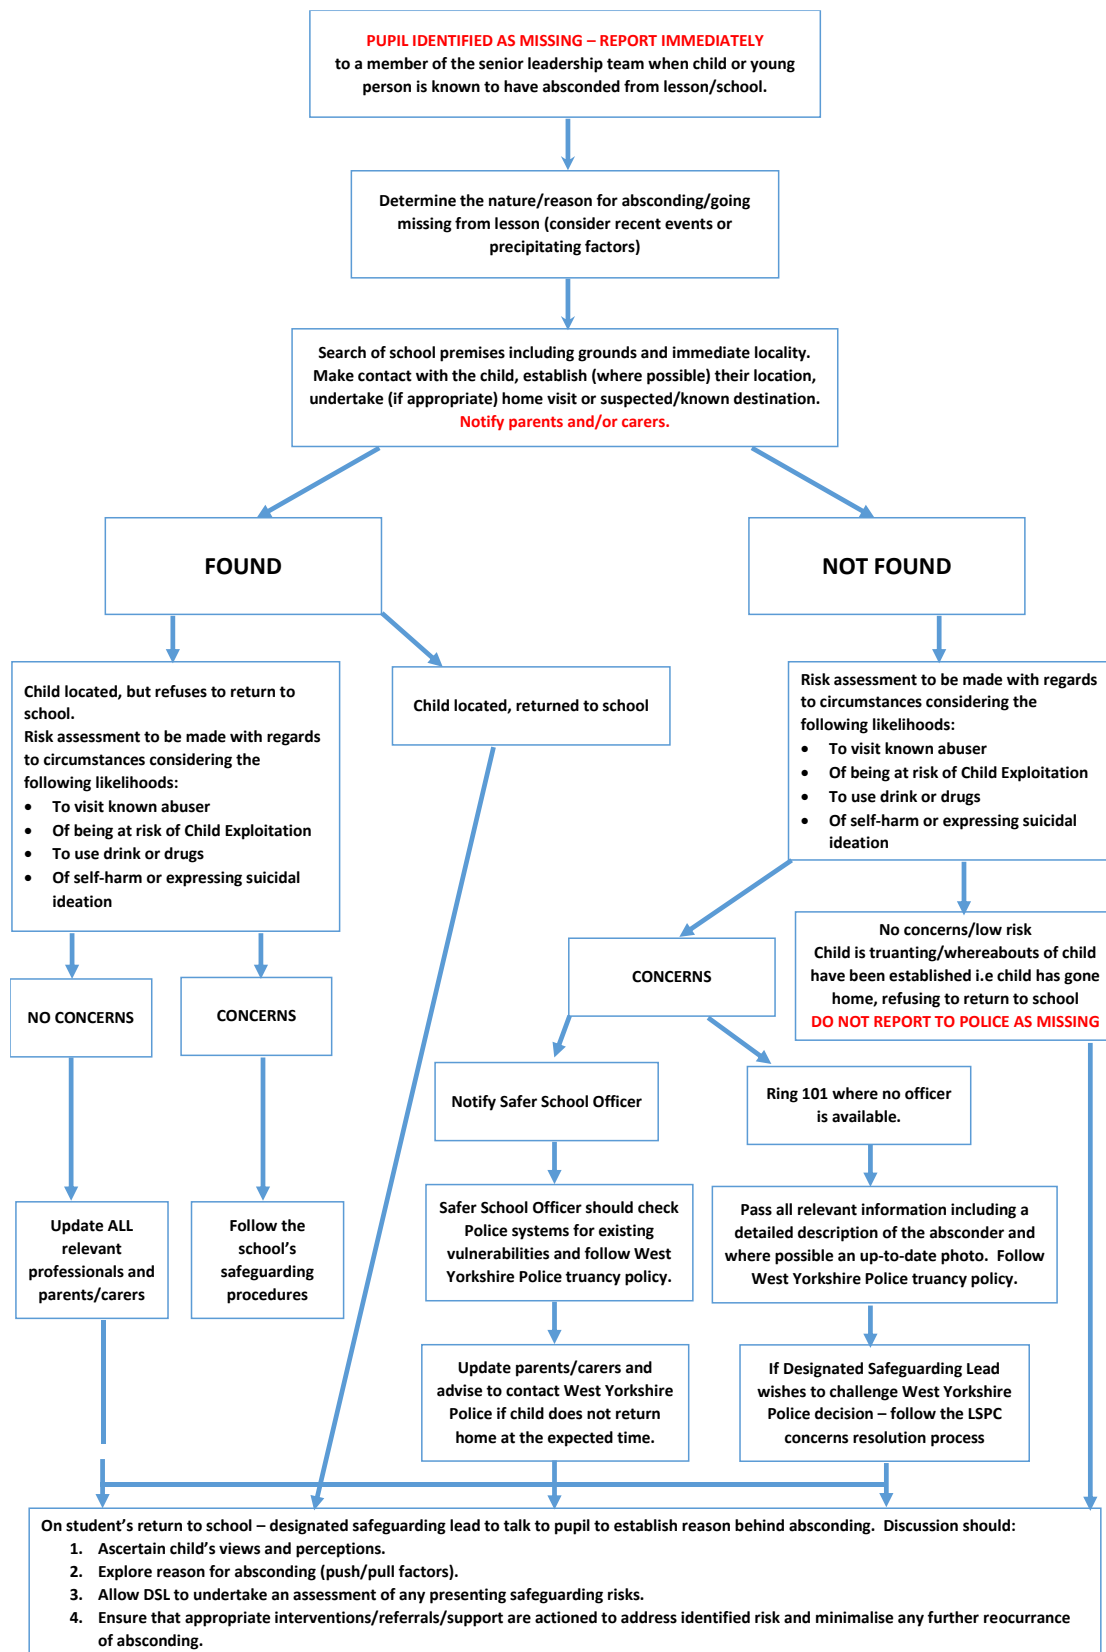 PUPIL IDENTIFIED AS MISSING – REPORT IMMEDIATELY
to a member of the senior leadership team when child or young
person is known to have absconded from lesson/school.
Determine the nature/reason for absconding/going
missing from lesson (consider recent events or
precipitating factors)
Search of school premises including grounds and immediate locality.
Make contact with the child, establish (where possible) their location,
undertake (if appropriate) home visit or suspected/known destination.
Notify parents and/or carers.
FOUND
NOT FOUND
Child located, but refuses to return to
school.
Risk assessment to be made with regards
to circumstances considering the
following likelihoods:
• To visit known abuser
• Of being at risk of Child Exploitation
• To use drink or drugs
• Of self-harm or expressing suicidal
ideation
Child located, returned to school
Risk assessment to be made with regards
to circumstances considering the
following likelihoods:
• To visit known abuser
• Of being at risk of Child Exploitation
• To use drink or drugs
• Of self-harm or expressing suicidal
ideation
NO CONCERNS
CONCERNS
CONCERNS
No concerns/low risk
Child is truanting/whereabouts of child
have been established i.e child has gone
home, refusing to return to school
DO NOT REPORT TO POLICE AS MISSING
Notify Safer School Officer
Ring 101 where no officer
is available.
Update ALL
relevant
professionals and
parents/carers
Follow the
school's
safeguarding
procedures
Safer School Officer should check
Police systems for existing
vulnerabilities and follow West
Yorkshire Police truancy policy.
Pass all relevant information including a
detailed description of the absconder and
where possible an up-to-date photo.  Follow
West Yorkshire Police truancy policy.
Update parents/carers and
advise to contact West Yorkshire
Police if child does not return
home at the expected time.
If Designated Safeguarding Lead
wishes to challenge West Yorkshire
Police decision – follow the LSPC
concerns resolution process
On student's return to school – designated safeguarding lead to talk to pupil to establish reason behind absconding.  Discussion should:
1. Ascertain child's views and perceptions.
2. Explore reason for absconding (push/pull factors).
3. Allow DSL to undertake an assessment of any presenting safeguarding risks.
4. Ensure that appropriate interventions/referrals/support are actioned to address identified risk and minimalise any further reocurrance
of absconding.